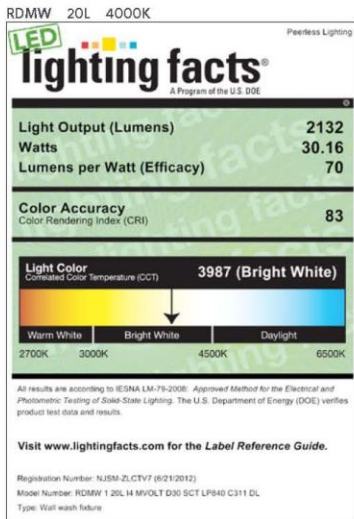 RDMW 20L 4000K
Peerless Lighting
LED
lighting facts®
A Program of the U.S. DOE
Light Output (Lumens) 2132
Watts 30.16
Lumens per Watt (Efficacy) 70
Color Accuracy 83
Color Rendering Index (CRI)
Light Color 3987 (Bright White)
Correlated Color Temperature (CCT)
Warm White Bright White Daylight
2700K 3000K 4500K 6500K
All results are according to IESNA LM-79-2008: Approved Method for the Electrical and
Photometric Testing of Solid-State Lighting. The U.S. Department of Energy (DOE) verifies
product test data and results.
Visit www.lightingfacts.com for the Label Reference Guide.
Registration Number: NJSM-ZLCTV7 (6/21/2012)
Model Number: RDMW 1 20L I4 MVOLT D30 SCT LP840 C311 DL
Type: Wall wash fixture